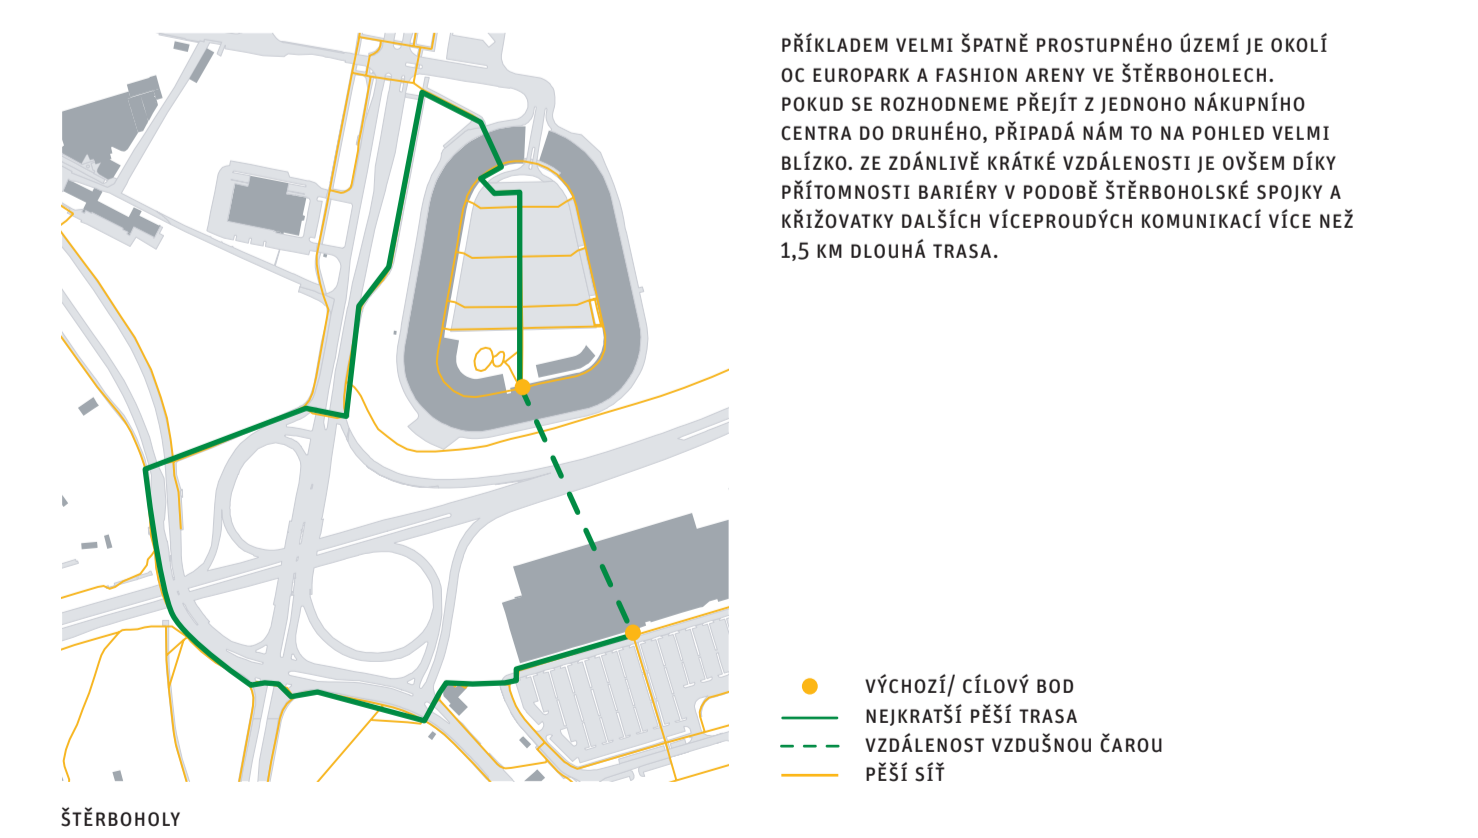 PŘÍKLADEM VELMI ŠPATNĚ PROSTUPNÉHO ÚZEMÍ JE OKOLÍ
OC EUROPARK A FASHION ARENY VE ŠTĚRBOHOLECH.
POKUD SE ROZHODNEME PŘEJÍT Z JEDNOHO NÁKUPNÍHO
CENTRA DO DRUHÉHO, PŘIPADÁ NÁM TO NA POHLED VELMI
BLÍZKO. ZE ZDÁNLIVĚ KRÁTKÉ VZDÁLENOSTI JE OVŠEM DÍKY
PŘÍTOMNOSTI BARIÉRY V PODOBĚ ŠTĚRBOHOLSKÉ SPOJKY A
KŘIŽOVATKY DALŠÍCH VÍCEPROUDÝCH KOMUNIKACÍ VÍCE NEŽ
1,5 KM DLOUHÁ TRASA.
VÝCHOZÍ/ CÍLOVÝ BOD
NEJKRATŠÍ PĚŠÍ TRASA
VZDÁLENOST VZDUŠNOU ČAROU
PĚŠÍ SÍŤ
ŠTĚRBOHOLY